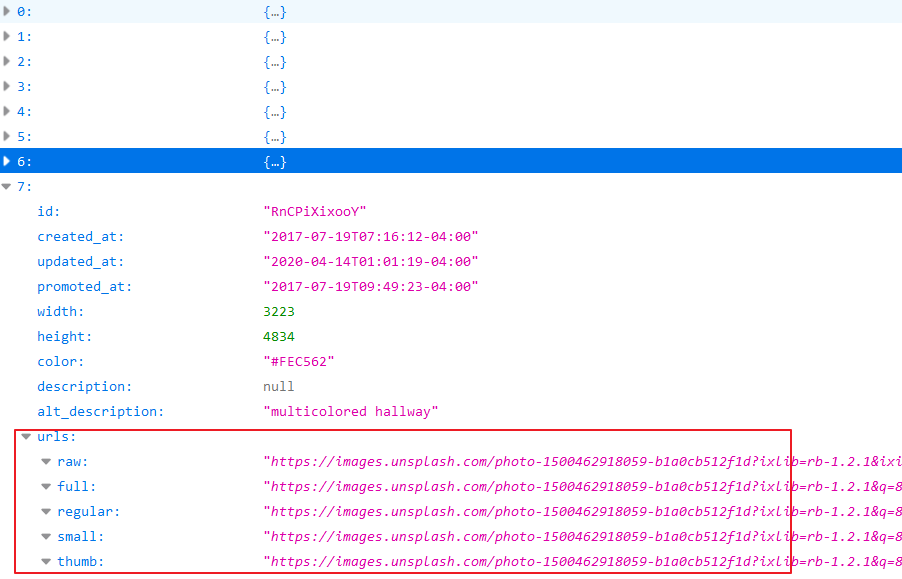 0: {…}
1: {…}
2: {…}
3: {…}
4: {…}
5: {…}
6: {…}
7:
id: "RnCPiXixooY"
created_at: "2017-07-19T07:16:12-04:00"
updated_at: "2020-04-14T01:01:19-04:00"
promoted_at: "2017-07-19T09:49:23-04:00"
width: 3223
height: 4834
color: "#FEC562"
description: null
alt_description: "multicolored hallway"
urls:
raw: "https://images.unsplash.com/photo-1500462918059-b1a0cb512f1d?ixlib=rb-1.2.1&ixi
full: "https://images.unsplash.com/photo-1500462918059-b1a0cb512f1d?ixlib=rb-1.2.1&q=8
regular: "https://images.unsplash.com/photo-1500462918059-b1a0cb512f1d?ixlib=rb-1.2.1&q=8
small: "https://images.unsplash.com/photo-1500462918059-b1a0cb512f1d?ixlib=rb-1.2.1&q=8
thumb: "https://images.unsplash.com/photo-1500462918059-b1a0cb512f1d?ixlib=rb-1.2.1&q=8